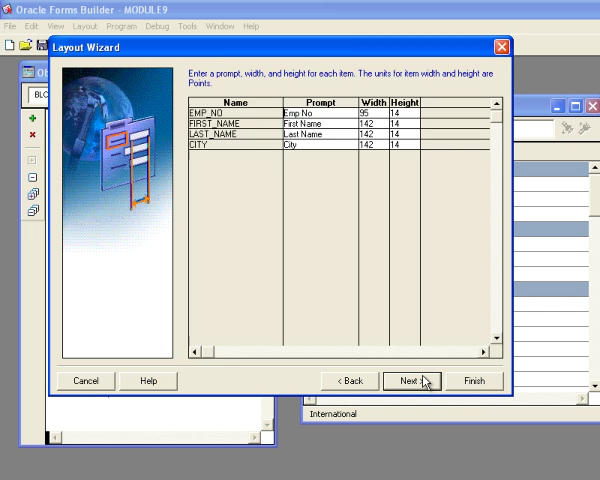 Oracle Forms Builder - MODULE9
File Edit View Layout Program Debug Tools Window Help
Layout Wizard
Enter a prompt, width, and height for each item. The units for item width and height are
Points.
Name Prompt Width Height
EMP_NO Emp No 95 14
FIRST_NAME First Name 142 14
LAST_NAME Last Name 142 14
CITY City 142 14
Cancel Help < Back Next > Finish
International